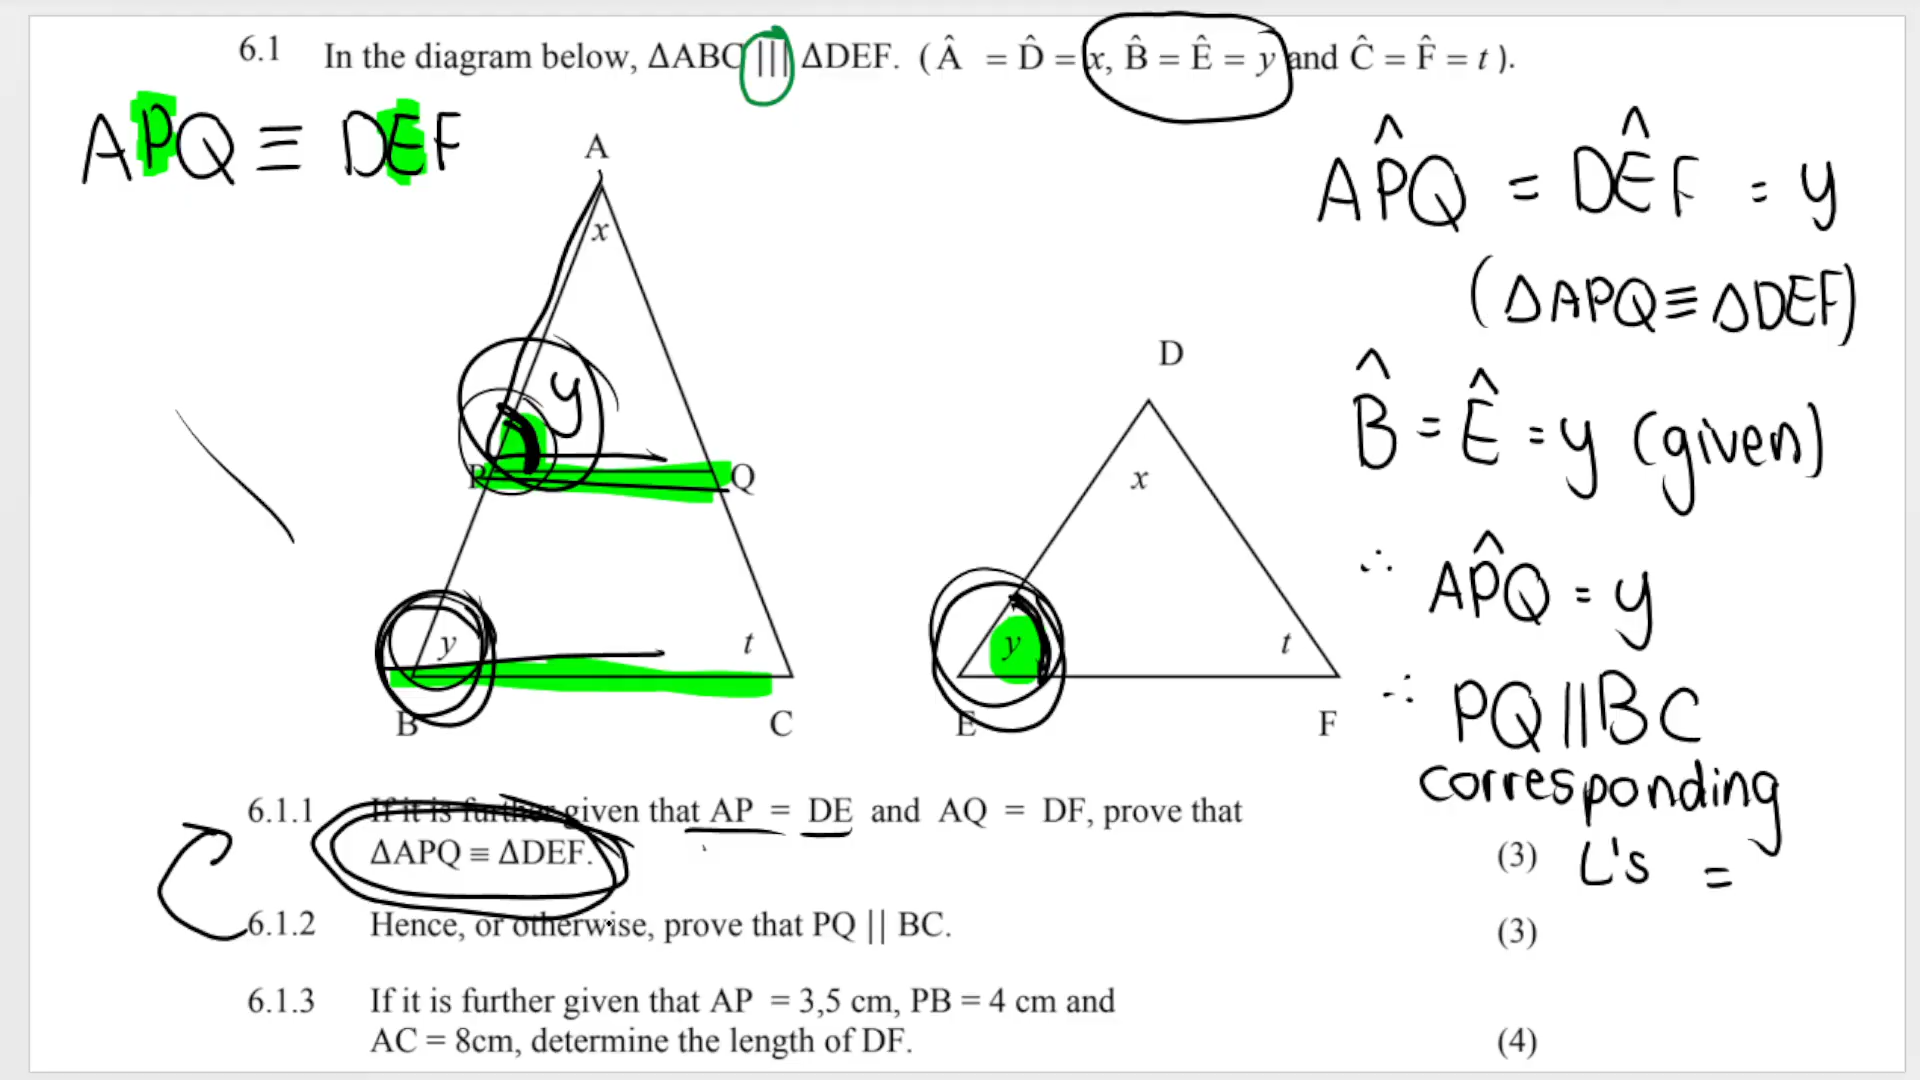 6.1 In the diagram below, ΔABC ||| ΔDEF. ( Â = D̂ = x, B̂ = Ê = y and Ĉ = F̂ = t ).
APQ ≡ DEF
A
x
y
P
Q
y
t
B
C
D
x
y
t
E
F
AP̂Q = DÊF = y
(ΔAPQ ≡ ΔDEF)
B̂ = Ê = y (given)
∴ AP̂Q = y
∴ PQ || BC
corresponding
∠'s =
6.1.1 If it is further given that AP = DE and AQ = DF, prove that
ΔAPQ ≡ ΔDEF. (3)
6.1.2 Hence, or otherwise, prove that PQ || BC. (3)
6.1.3 If it is further given that AP = 3,5 cm, PB = 4 cm and
AC = 8cm, determine the length of DF. (4)